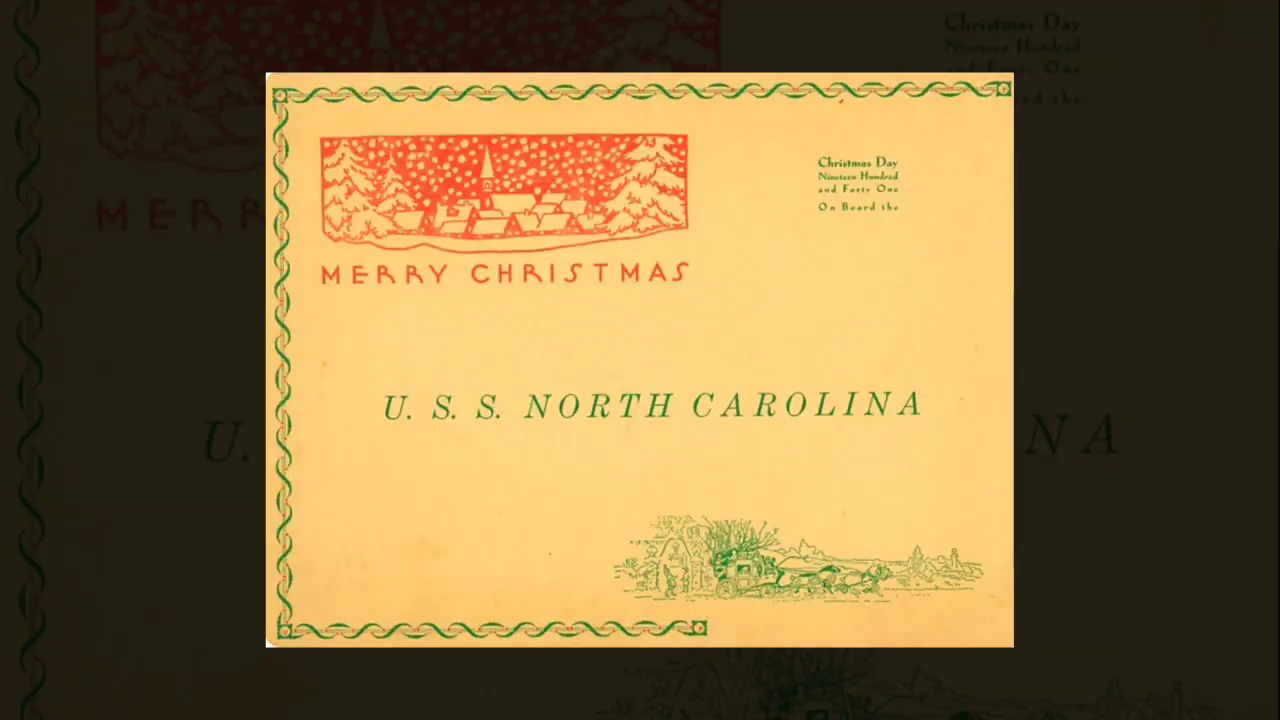 Christmas Day
Nineteen Hundred
and Forty One
On Board the
MERRY CHRISTMAS
U. S. S. NORTH CAROLINA